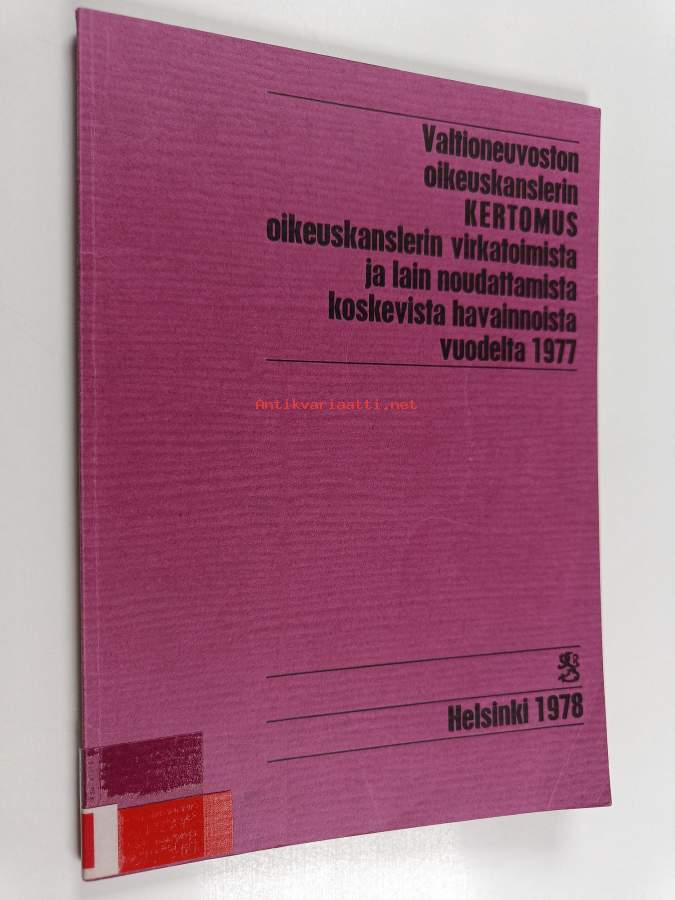 Valtioneuvoston
oikeuskanslerin
KERTOMUS
oikeuskanslerin virkatoimista
ja lain noudattamista
koskevista havainnoista
vuodelta 1977
Antikvariaatti.net
Helsinki 1978